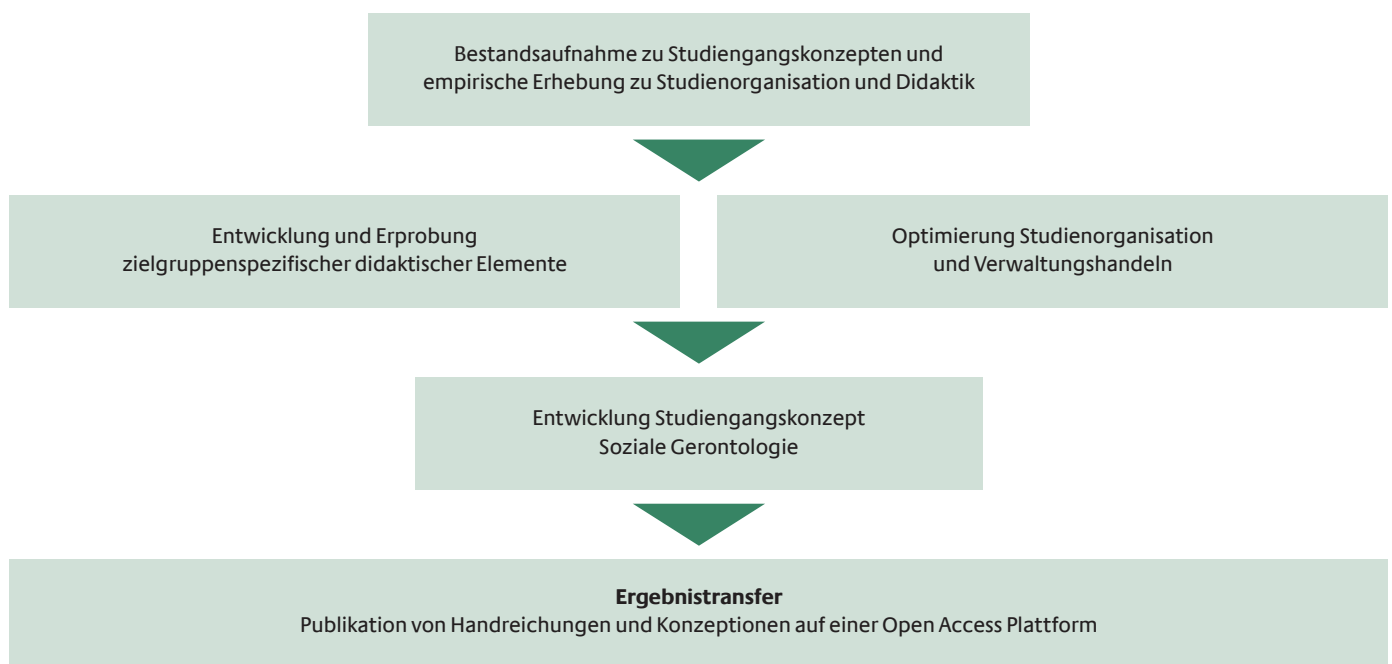 Bestandsaufnahme zu Studiengangskonzepten und
empirische Erhebung zu Studienorganisation und Didaktik
Entwicklung und Erprobung
zielgruppenspezifischer didaktischer Elemente
Optimierung Studienorganisation
und Verwaltungshandeln
Entwicklung Studiengangskonzept
Soziale Gerontologie
Ergebnistransfer
Publikation von Handreichungen und Konzeptionen auf einer Open Access Plattform